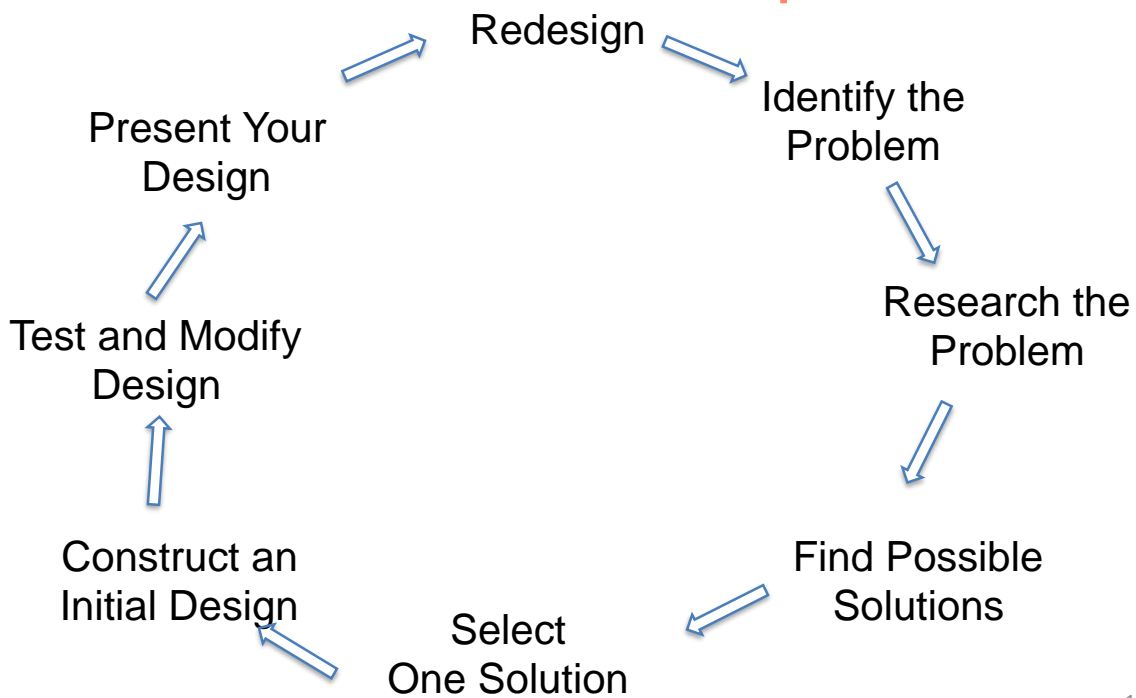 Redesign
Identify the
Problem
Research the
Problem
Find Possible
Solutions
Select
One Solution
Construct an
Initial Design
Test and Modify
Design
Present Your
Design